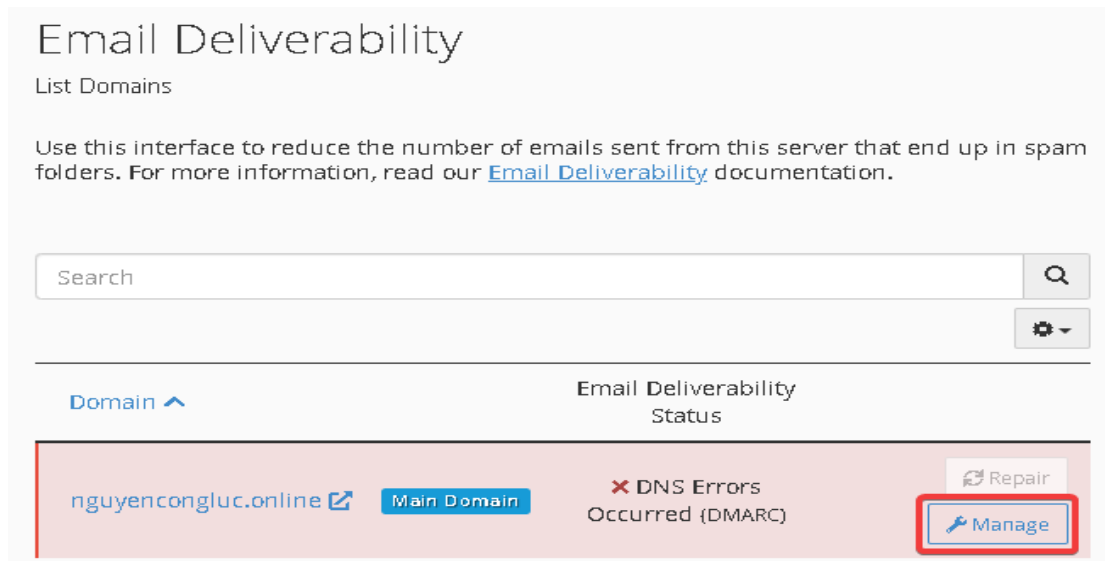 Email Deliverability
List Domains
Use this interface to reduce the number of emails sent from this server that end up in spam
folders. For more information, read our Email Deliverability documentation.
Search
Domain
Email Deliverability
Status
nguyencongluc.online
Main Domain
DNS Errors
Occurred (DMARC)
Repair
Manage